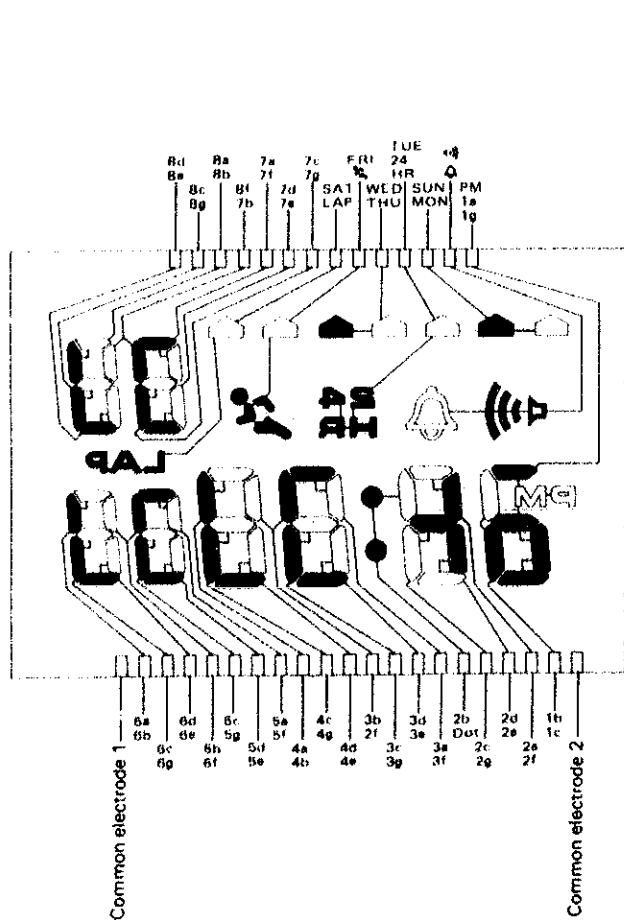 8d
8e
8c
8g
8a
8b
8f
7b
7a
7f
7d
7e
7c
7g
SAT
LAP
FRI
WED
THU
TUE
24
HR
SUN
MON
PM
1a
1g
24
HR
LAP
PM
Common electrode 1
6a
6b
6c
6g
6d
6e
6f
5c
5g
5d
5e
5a
5f
4a
4b
4c
4g
4d
4e
3b
2f
3c
3g
3d
3e
3a
3f
2b
Dot
2c
2g
2d
2e
2a
2f
1b
1c
Common electrode 2